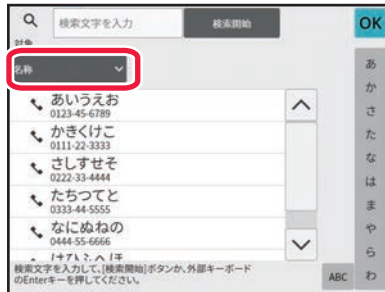 検索文字を入力
検索開始
OK
対象
名称
あいうえお
0123-45-6789
かきくけこ
0111-22-3333
さしすせそ
0222-33-4444
たちつてと
0333-44-5555
なにぬねの
0444-55-6666
はひふへほ
検索文字を入力して、[検索開始]ボタンか、外部キーボード
のEnterキーを押してください。
あ
か
さ
た
な
は
ま
や
ら
わ
ABC